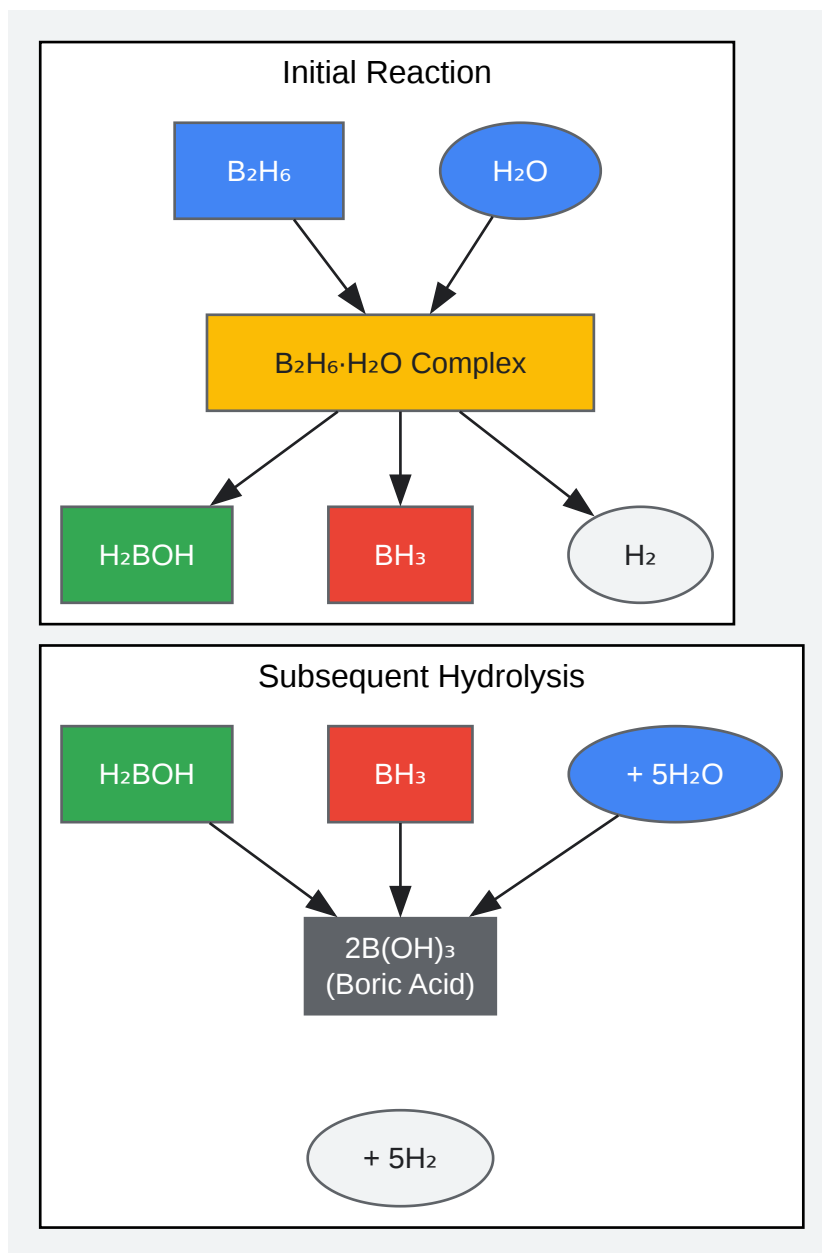 Initial Reaction
B₂H₆
H₂O
B₂H₆·H₂O Complex
H₂BOH
BH₃
H₂
Subsequent Hydrolysis
H₂BOH
BH₃
+ 5H₂O
2B(OH)₃
(Boric Acid)
+ 5H₂